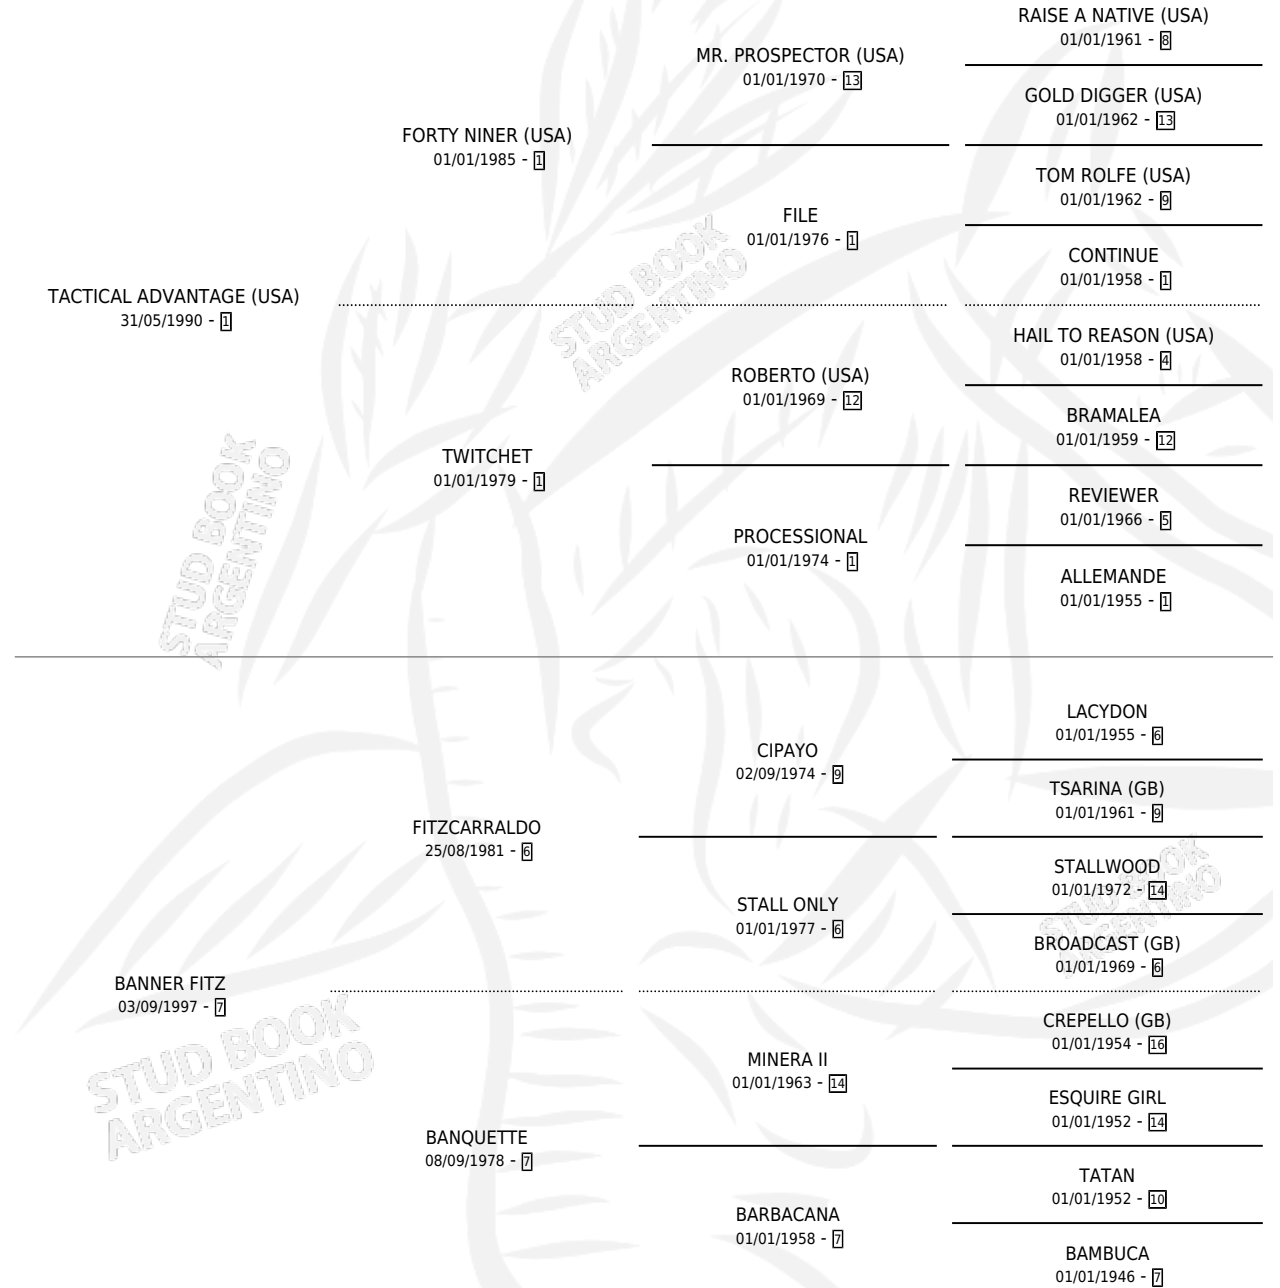 RAISE A NATIVE (USA)
01/01/1961 - 8
MR. PROSPECTOR (USA)
01/01/1970 - 13
GOLD DIGGER (USA)
01/01/1962 - 13
FORTY NINER (USA)
01/01/1985 - 1
TOM ROLFE (USA)
01/01/1962 - 9
FILE
01/01/1976 - 1
CONTINUE
01/01/1958 - 1
TACTICAL ADVANTAGE (USA)
31/05/1990 - 1
HAIL TO REASON (USA)
01/01/1958 - 4
ROBERTO (USA)
01/01/1969 - 12
BRAMALEA
01/01/1959 - 12
TWITCHET
01/01/1979 - 1
REVIEWER
01/01/1966 - 5
PROCESSIONAL
01/01/1974 - 1
ALLEMANDE
01/01/1955 - 1
LACYDON
01/01/1955 - 6
CIPAYO
02/09/1974 - 9
TSARINA (GB)
01/01/1961 - 9
FITZCARRALDO
25/08/1981 - 6
STALLWOOD
01/01/1972 - 14
STALL ONLY
01/01/1977 - 6
BROADCAST (GB)
01/01/1969 - 6
BANNER FITZ
03/09/1997 - 7
CREPELLO (GB)
01/01/1954 - 16
MINERA II
01/01/1963 - 14
ESQUIRE GIRL
01/01/1952 - 14
BANQUETTE
08/09/1978 - 7
TATAN
01/01/1952 - 10
BARBACANA
01/01/1958 - 7
BAMBUCA
01/01/1946 - 7
STUD BOOK
ARGENTINO
STUD BOOK
ARGENTINO
STUD BOOK
ARGENTINO
STUD BOOK
ARGENTINO